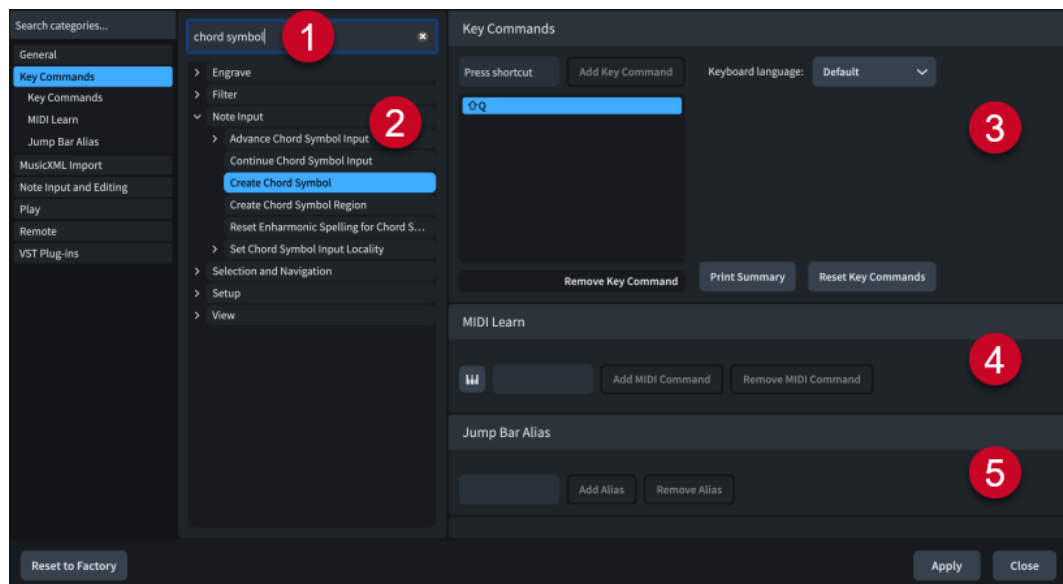 Search categories...
General
Key Commands
Key Commands
MIDI Learn
Jump Bar Alias
MusicXML Import
Note Input and Editing
Play
Remote
VST Plug-ins
chord symbol
1
Engrave
Filter
Note Input
2
Advance Chord Symbol Input
Continue Chord Symbol Input
Create Chord Symbol
Create Chord Symbol Region
Reset Enharmonic Spelling for Chord S...
Set Chord Symbol Input Locality
Selection and Navigation
Setup
View
Key Commands
Press shortcut Add Key Command Keyboard language: Default
⇧Q
3
Remove Key Command Print Summary Reset Key Commands
MIDI Learn
4
Add MIDI Command Remove MIDI Command
Jump Bar Alias
5
Add Alias Remove Alias
Reset to Factory Apply Close